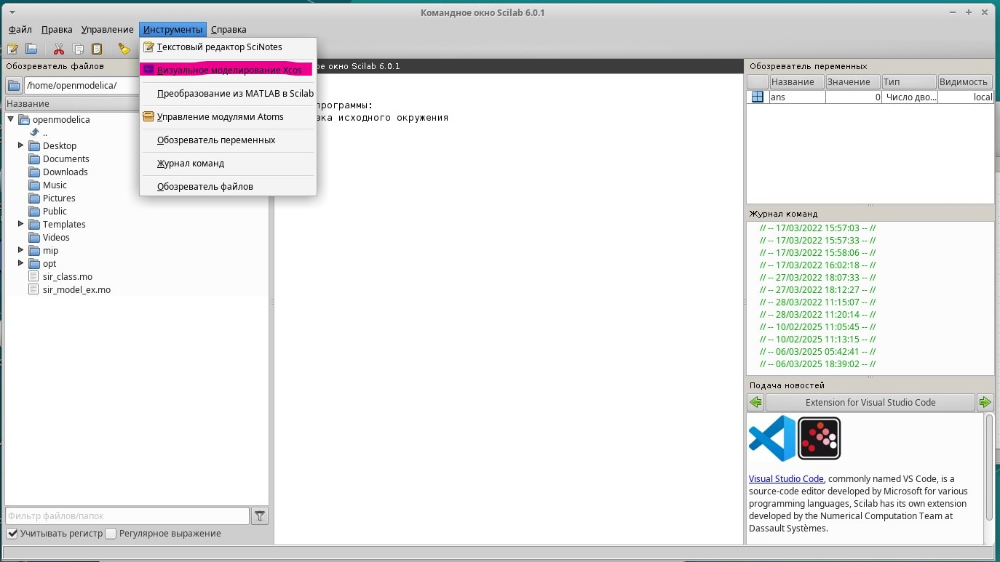 Командное окно Scilab 6.0.1
Файл Правка Управление Инструменты Справка
Обозреватель файлов
/home/openmodelica/
Название
openmodelica
..
Desktop
Documents
Downloads
Music
Pictures
Public
Templates
Videos
mip
opt
sir_class.mo
sir_model_ex.mo
Фильтр файлов/папок
Учитывать регистр Регулярное выражение
Текстовый редактор SciNotes
Визуальное моделирование Xcos
Преобразование из MATLAB в Scilab
Управление модулями Atoms
Обозреватель переменных
Журнал команд
Обозреватель файлов
окно Scilab 6.0.1
программы:
исходного окружения
Обозреватель переменных
Название Значение Тип Видимость
ans 0 Число дво... local
Журнал команд
// -- 17/03/2022 15:57:03 -- //
// -- 17/03/2022 15:57:33 -- //
// -- 17/03/2022 15:58:06 -- //
// -- 17/03/2022 16:02:18 -- //
// -- 27/03/2022 18:07:33 -- //
// -- 27/03/2022 18:12:27 -- //
// -- 28/03/2022 11:15:07 -- //
// -- 28/03/2022 11:20:14 -- //
// -- 10/02/2025 11:05:45 -- //
// -- 10/02/2025 11:13:15 -- //
// -- 06/03/2025 05:42:41 -- //
// -- 06/03/2025 18:39:02 -- //
Подача новостей
Extension for Visual Studio Code
Visual Studio Code, commonly named VS Code, is a
source-code editor developed by Microsoft for various
programming languages, Scilab has its own extension
developed by the Numerical Computation Team at
Dassault Systèmes.